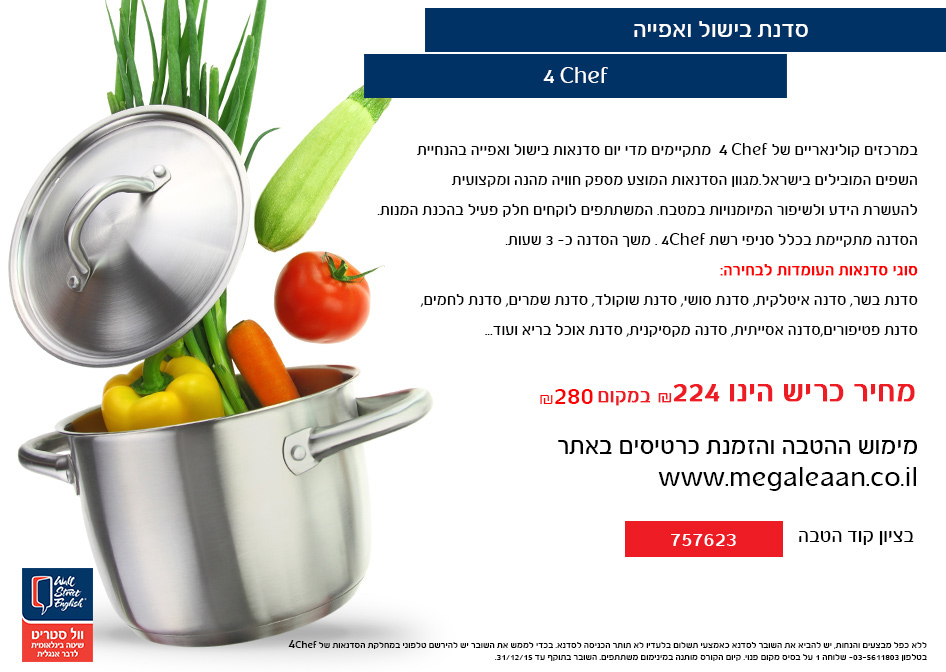 סדנת בישול ואפייה
4 Chef
במרכזים קולינאריים של 4 Chef מתקיימים מדי יום סדנאות בישול ואפייה בהנחיית
השפים המובילים בישראל.מגוון הסדנאות המוצע מספק חוויה מהנה ומקצועית
להעשרת הידע ולשיפור המיומנויות במטבח. המשתתפים לוקחים חלק פעיל בהכנת המנות.
הסדנה מתקיימת בכלל סניפי רשת 4Chef . משך הסדנה כ- 3 שעות.
סוגי סדנאות העומדות לבחירה:
סדנת בשר, סדנה איטלקית, סדנת סושי, סדנת שוקולד, סדנת שמרים, סדנת לחמים,
סדנת פטיפורים,סדנה אסייתית, סדנה מקסיקנית, סדנת אוכל בריא ועוד...
מחיר כריש הינו 224₪ במקום 280₪
מימוש ההטבה והזמנת כרטיסים באתר
www.megaleaan.co.il
בציון קוד הטבה 757623
Wall
Street
English
וול סטריט
שיטה בינלאומית
לדבר אנגלית
ללא כפל מבצעים והנחות, יש להביא את השובר לסדנא כאמצעי תשלום בלעדיו לא תותר הכניסה לסדנא. בכדי לממש את השובר יש להירשם טלפוני במחלקת הסדנאות של 4Chef
בטלפון 03-5611803- שלוחה 1 על בסיס מקום פנוי. קיום הקורס מותנה במינימום משתתפים. השובר בתוקף עד 31/12/15.